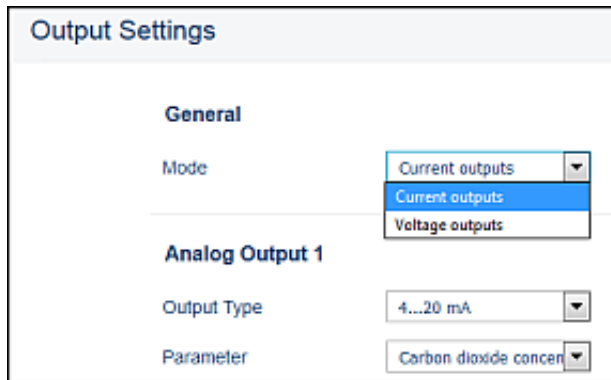 Output Settings
General
Mode Current outputs
Current outputs
Voltage outputs
Analog Output 1
Output Type 4...20 mA
Parameter Carbon dioxide concen